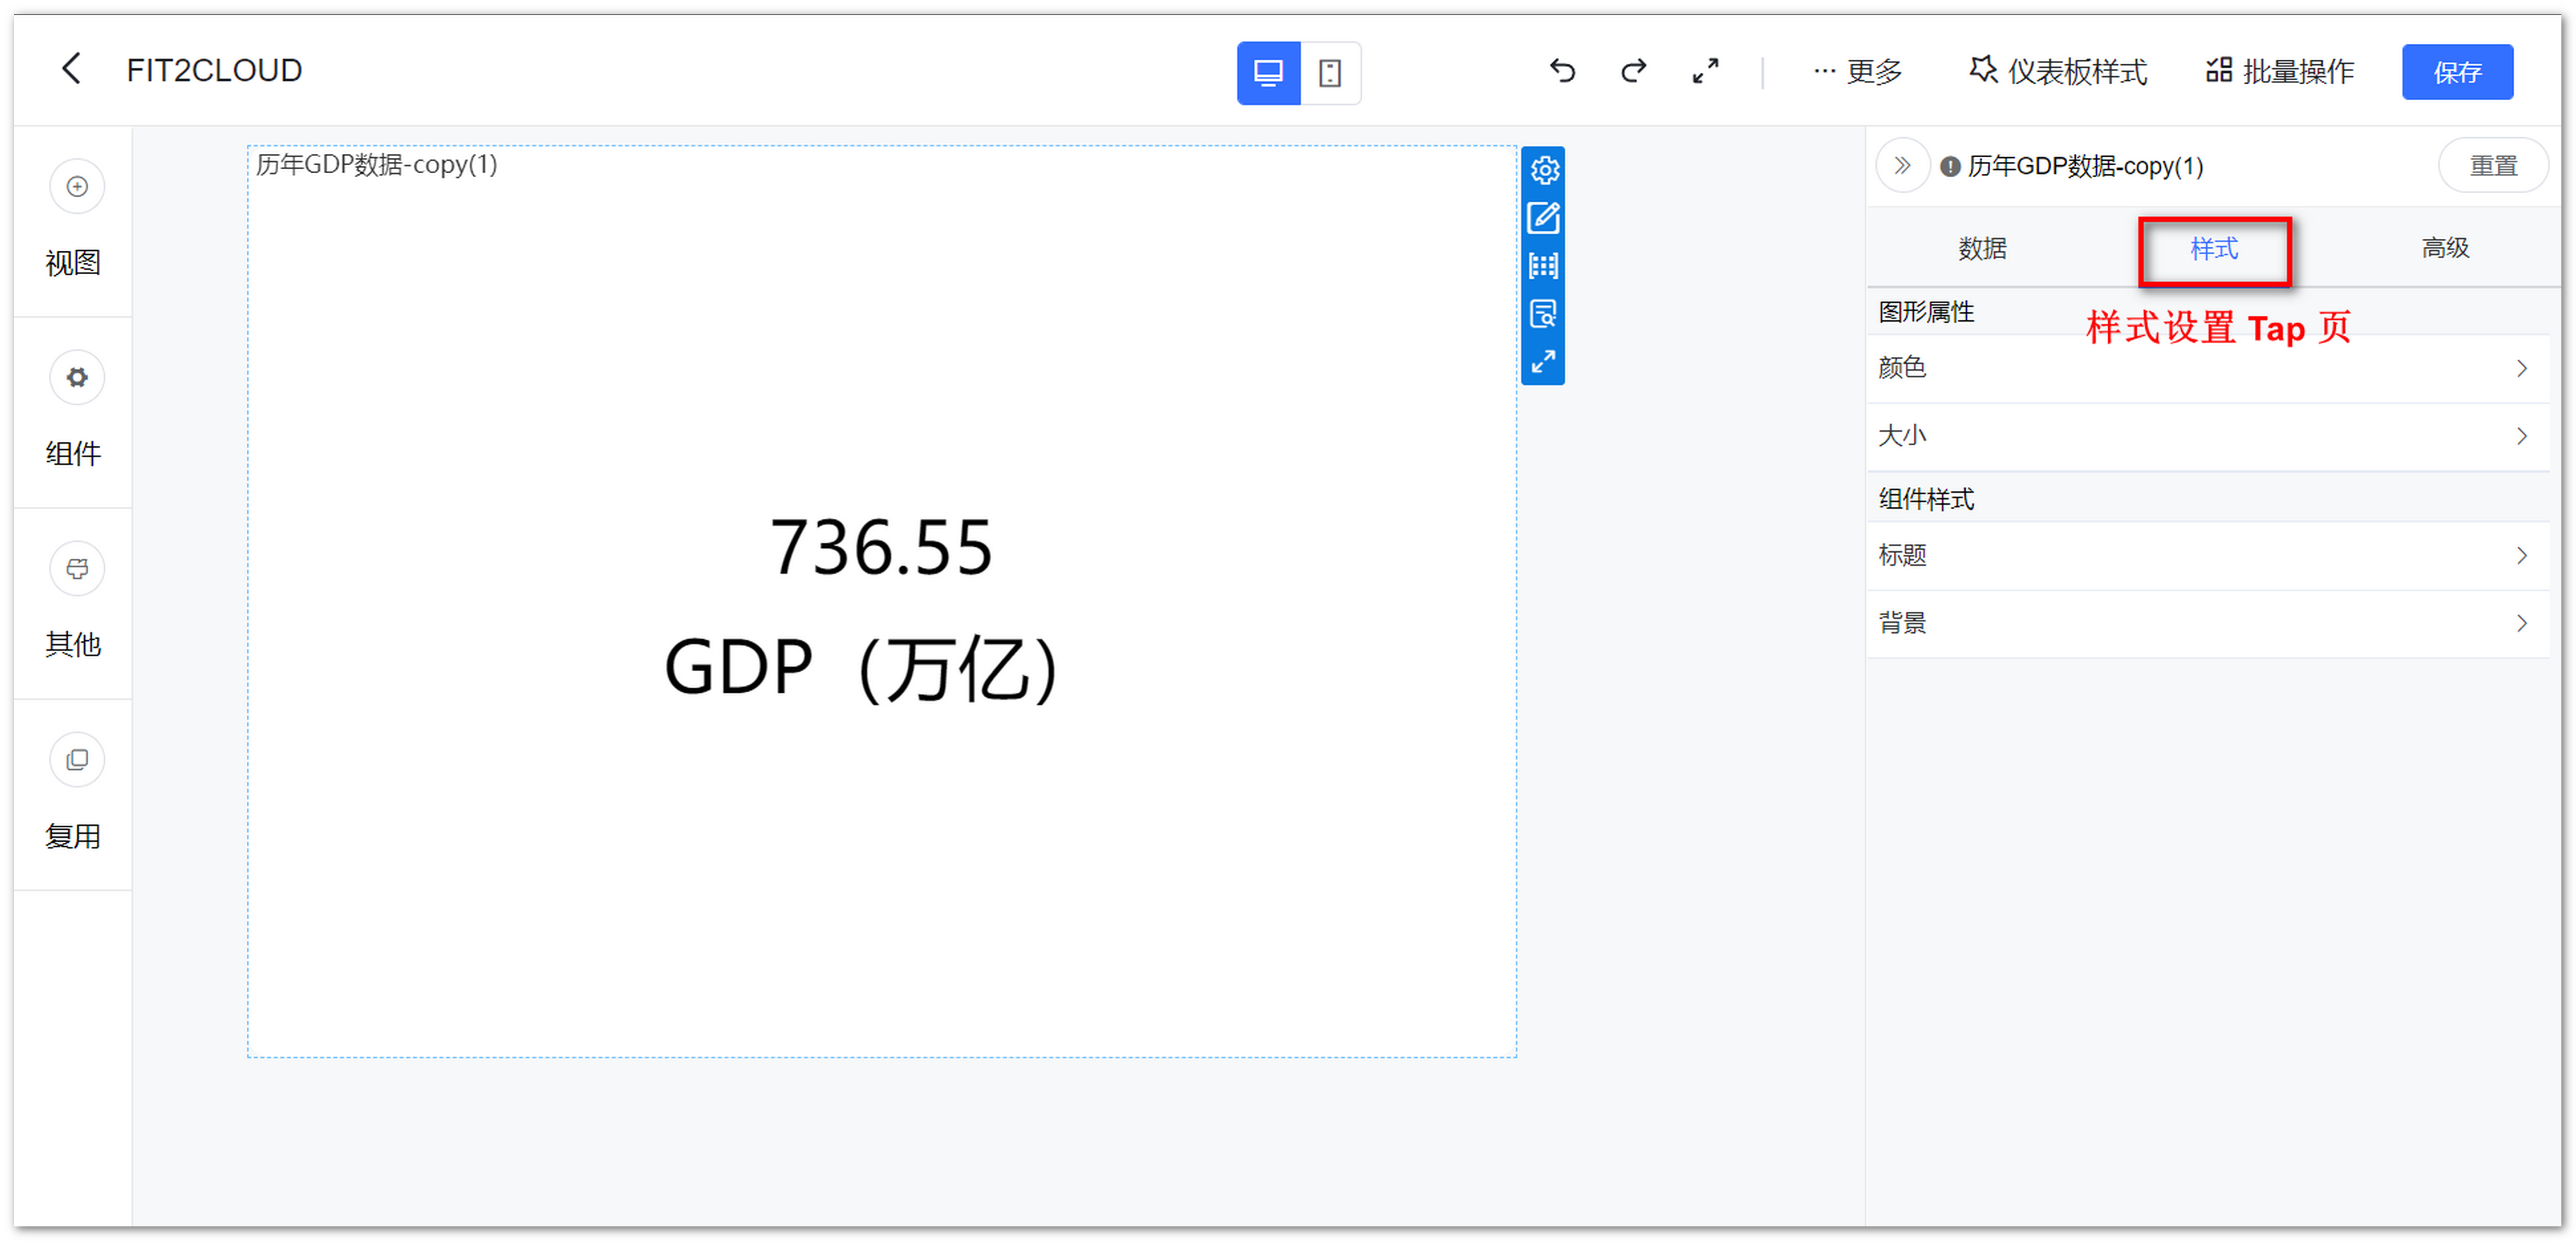 FIT2CLOUD
··· 更多
仪表板样式
批量操作
保存
视图
组件
其他
复用
历年GDP数据-copy(1)
736.55
GDP（万亿）
历年GDP数据-copy(1)
重置
数据
样式
高级
图形属性
样式设置 Tap 页
颜色
大小
组件样式
标题
背景